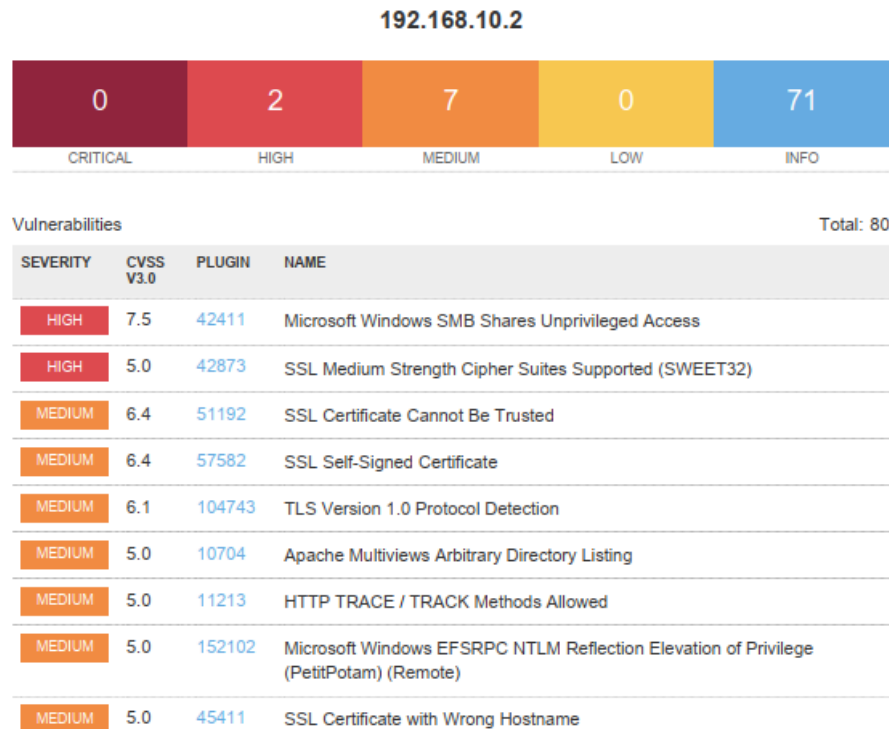 192.168.10.2
0 2 7 0 71
CRITICAL HIGH MEDIUM LOW INFO
Vulnerabilities Total: 80
SEVERITY CVSS V3.0 PLUGIN NAME
HIGH 7.5 42411 Microsoft Windows SMB Shares Unprivileged Access
HIGH 5.0 42873 SSL Medium Strength Cipher Suites Supported (SWEET32)
MEDIUM 6.4 51192 SSL Certificate Cannot Be Trusted
MEDIUM 6.4 57582 SSL Self-Signed Certificate
MEDIUM 6.1 104743 TLS Version 1.0 Protocol Detection
MEDIUM 5.0 10704 Apache Multiviews Arbitrary Directory Listing
MEDIUM 5.0 11213 HTTP TRACE / TRACK Methods Allowed
MEDIUM 5.0 152102 Microsoft Windows EFSRPC NTLM Reflection Elevation of Privilege
(PetitPotam) (Remote)
MEDIUM 5.0 45411 SSL Certificate with Wrong Hostname